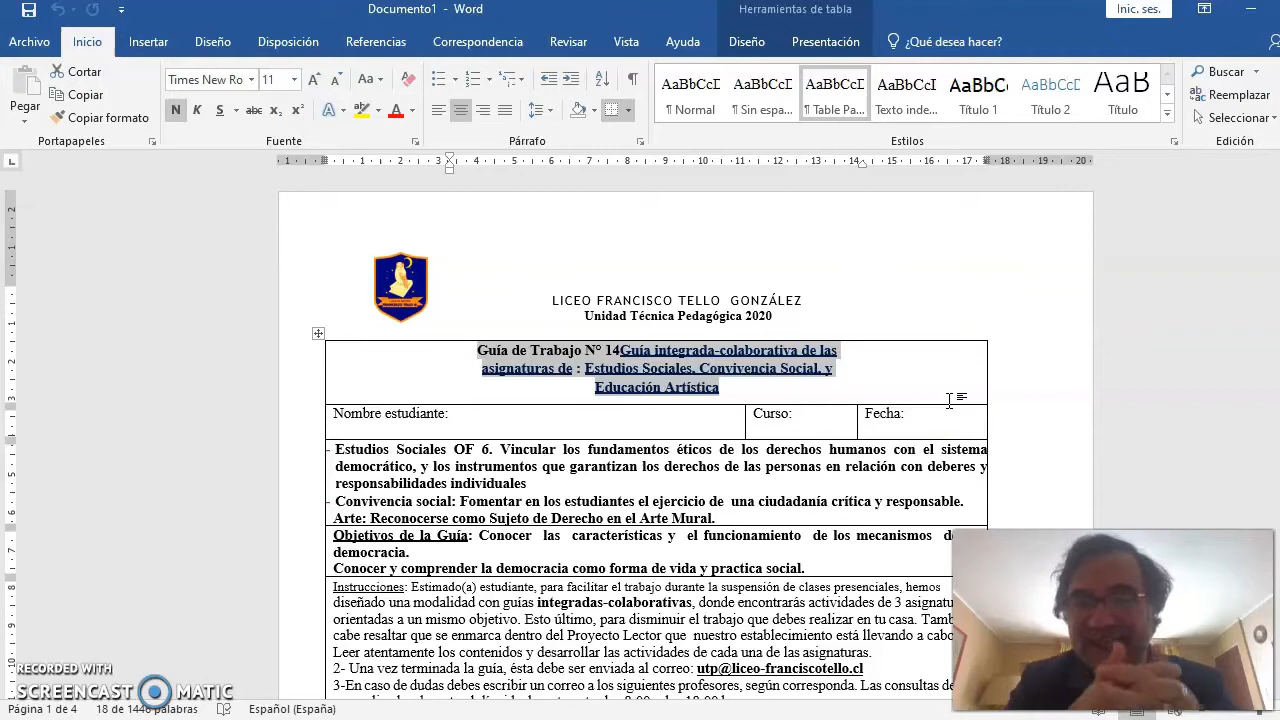 Documento1 - Word
Herramientas de tabla
Inic. ses.
Archivo Inicio Insertar Diseño Disposición Referencias Correspondencia Revisar Vista Ayuda Diseño Presentación ¿Qué desea hacer?
Pegar
Cortar
Copiar
Copiar formato
Portapapeles
Times New Ro 11
Aa
N K S abc x₂ x²
Fuente
Párrafo
AaBbCcI AaBbCcI AaBbCcI AaBbCcI AaBbC AaBbCcD AaB
¶ Normal ¶ Sin espa... ¶ Table Pa... Texto inde... Título 1 Título 2 Título
Estilos
Buscar
Reemplazar
Seleccionar
Edición
LICEO FRANCISCO TELLO GONZÁLEZ
Unidad Técnica Pedagógica 2020
Guía de Trabajo N° 14Guía integrada-colaborativa de las
asignaturas de : Estudios Sociales, Convivencia Social, y
Educación Artística
Nombre estudiante: Curso: Fecha:
- Estudios Sociales OF 6. Vincular los fundamentos éticos de los derechos humanos con el sistema
democrático, y los instrumentos que garantizan los derechos de las personas en relación con deberes y
responsabilidades individuales
- Convivencia social: Fomentar en los estudiantes el ejercicio de una ciudadanía crítica y responsable.
Arte: Reconocerse como Sujeto de Derecho en el Arte Mural.
Objetivos de la Guía: Conocer las características y el funcionamiento de los mecanismos d
democracia.
Conocer y comprender la democracia como forma de vida y practica social.
Instrucciones: Estimado(a) estudiante, para facilitar el trabajo durante la suspensión de clases presenciales, hemos
diseñado una modalidad con guías integradas-colaborativas, donde encontrarás actividades de 3 asignatu
orientadas a un mismo objetivo. Esto último, para disminuir el trabajo que debes realizar en tu casa. Tamb
cabe resaltar que se enmarca dentro del Proyecto Lector que nuestro establecimiento está llevando a cabo
Leer atentamente los contenidos y desarrollar las actividades de cada una de las asignaturas.
2- Una vez terminada la guía, ésta debe ser enviada al correo: utp@liceo-franciscotello.cl
3-En caso de dudas debes escribir un correo a los siguientes profesores, según corresponda. Las consultas de
RECORDED WITH
SCREENCAST MATIC
Página 1 de 4 18 de 1446 palabras Español (España)